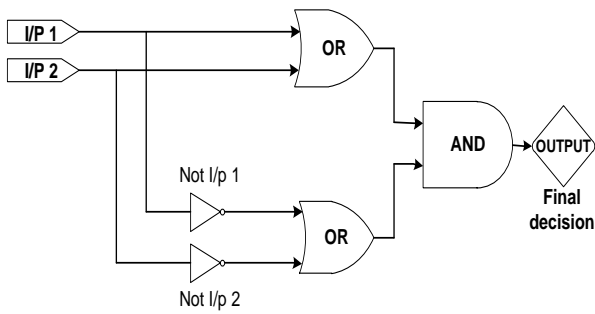 I/P 1
OR
I/P 2
AND
OUTPUT
Final
decision
Not I/p 1
OR
Not I/p 2